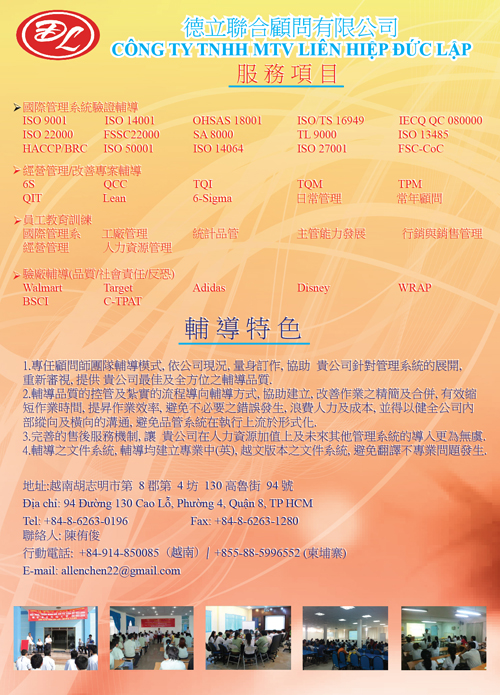 ĐL
德立聯合顧問有限公司
CÔNG TY TNHH MTV LIÊN HIỆP ĐỨC LẬP
服務項目
國際管理系統驗證輔導
ISO 9001 ISO 14001 OHSAS 18001 ISO/TS 16949 IECQ QC 080000
ISO 22000 FSSC22000 SA 8000 TL 9000 ISO 13485
HACCP/BRC ISO 50001 ISO 14064 ISO 27001 FSC-CoC
經營管理/改善專案輔導
6S QCC TQI TQM TPM
QIT Lean 6-Sigma 日常管理 當年顧問
員工教育訓練
國際管理系 工廠管理 統計品管 主管能力發展 行銷與銷售管理
經營管理 人力資源管理
驗廠輔導(品質/社會責任/反恐)
Walmart Target Adidas Disney WRAP
BSCI C-TPAT
輔導特色
1.專任顧問師團隊輔導模式, 依公司現況, 量身訂作, 協助 貴公司針對管理系統的展開,
重新審視, 提供 貴公司最佳及全方位之輔導品質.
2.輔導品質的控管及紮實的流程導向輔導方式, 協助建立, 改善作業之精簡及合併, 有效縮
短作業時間, 提昇作業效率, 避免不必要之錯誤發生, 浪費人力及成本, 並得以健全公司內
部縱向及橫向的溝通, 避免品管系統在執行上流於形式化.
3.完善的售後服務機制, 讓 貴公司在人力資源加值上及未來其他管理系統的導入更為無虞.
4.輔導之文件系統, 輔導均建立專業中(英), 越文版本之文件系統, 避免翻譯不專業問題發生.
地址:越南胡志明市第 8 郡第 4 坊 130 高魯街 94 號
Địa chỉ: 94 Đường 130 Cao Lỗ, Phường 4, Quận 8, TP HCM
Tel: +84-8-6263-0196 Fax: +84-8-6263-1280
聯絡人: 陳侑俊
行動電話: +84-914-850085 (越南) / +855-88-5996552 (柬埔寨)
E-mail: allenchen22@gmail.com